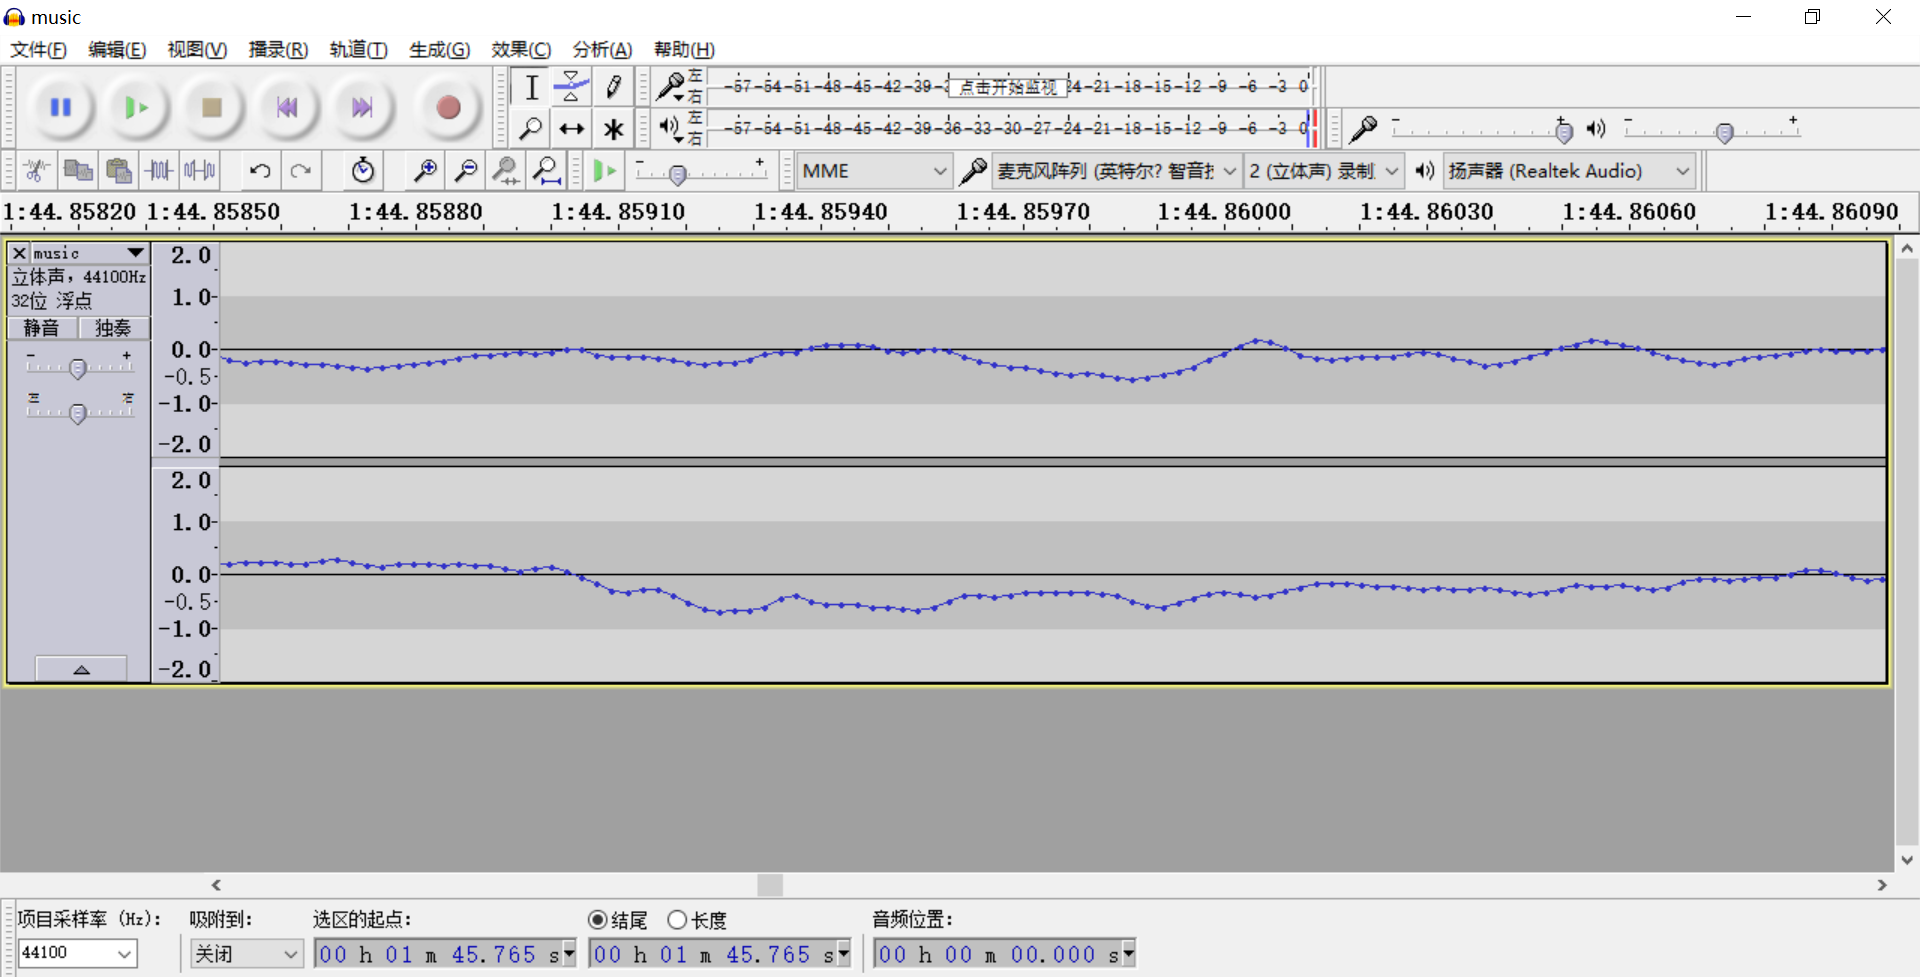 music
文件(F) 编辑(E) 视图(V) 播录(R) 轨道(T) 生成(G) 效果(C) 分析(A) 帮助(H)
左 右 -57-54-51-48-45-42-39- 点击开始监视 24-21-18-15-12 -9 -6 -3 0
左 右 -57-54-51-48-45-42-39-36-33-30-27-24-21-18-15-12 -9 -6 -3 0
- +
- +
- +
MME
麦克风阵列 (英特尔? 智音技
2 (立体声) 录制
扬声器 (Realtek Audio)
1:44.85820 1:44.85850 1:44.85880 1:44.85910 1:44.85940 1:44.85970 1:44.86000 1:44.86030 1:44.86060 1:44.86090
music
立体声, 44100Hz
32位 浮点
静音 独奏
- +
左 右
2.0
1.0-
0.0-
-0.5-
-1.0-
-2.0
2.0
1.0-
0.0-
-0.5-
-1.0-
-2.0
项目采样率 (Hz): 吸附到: 选区的起点: 结尾 长度 音频位置:
44100 关闭 00 h 01 m 45.765 s 00 h 01 m 45.765 s 00 h 00 m 00.000 s